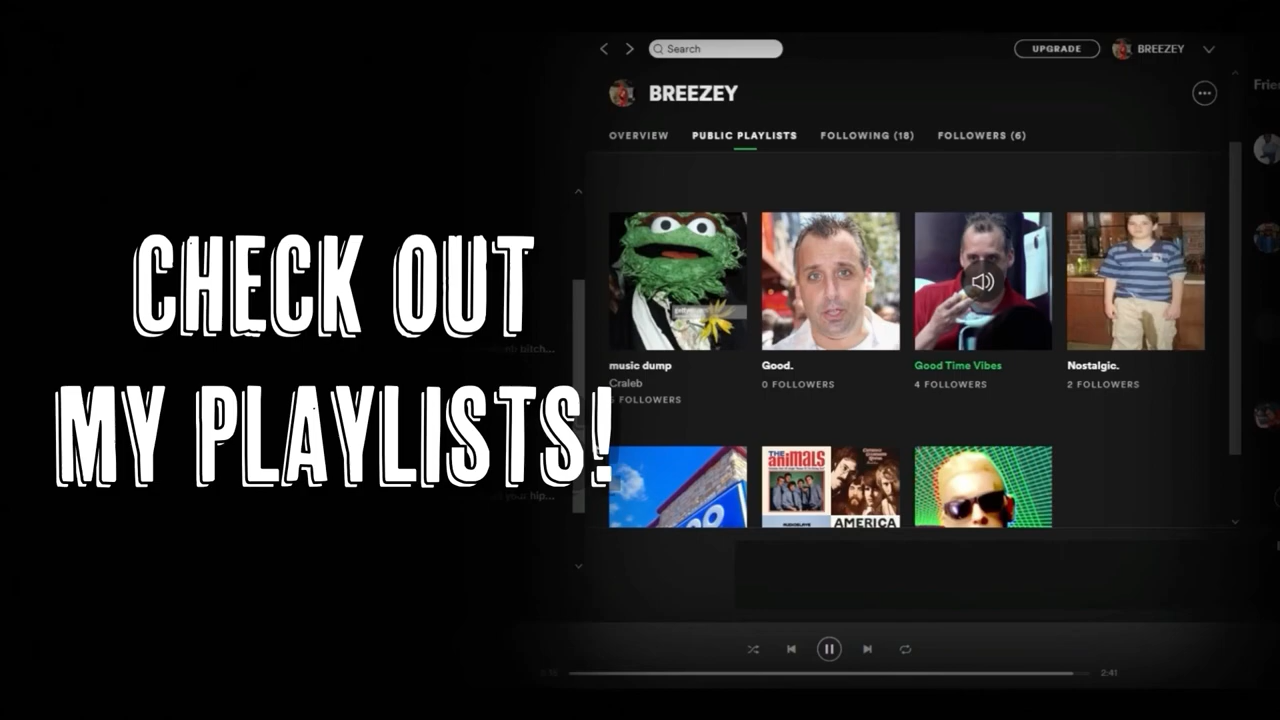 CHECK OUT
MY PLAYLISTS!
Search
UPGRADE
BREEZEY
BREEZEY
OVERVIEW
PUBLIC PLAYLISTS
FOLLOWING (18)
FOLLOWERS (6)
music dump
Craleb
FOLLOWERS
Good.
0 FOLLOWERS
Good Time Vibes
4 FOLLOWERS
Nostalgic.
2 FOLLOWERS
THE
ANIMALS
AMERICA
2:41